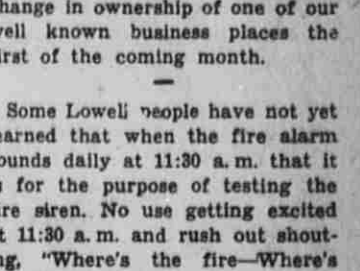 hange in ownership of one of our
ell known business places the
irst of the coming month.
Some Lowell people have not yet
earned that when the fire alarm
ounds daily at 11:30 a. m. that it
s for the purpose of testing the
ire siren. No use getting excited
t 11:30 a. m. and rush out shout-
ng, "Where's the fire—Where's